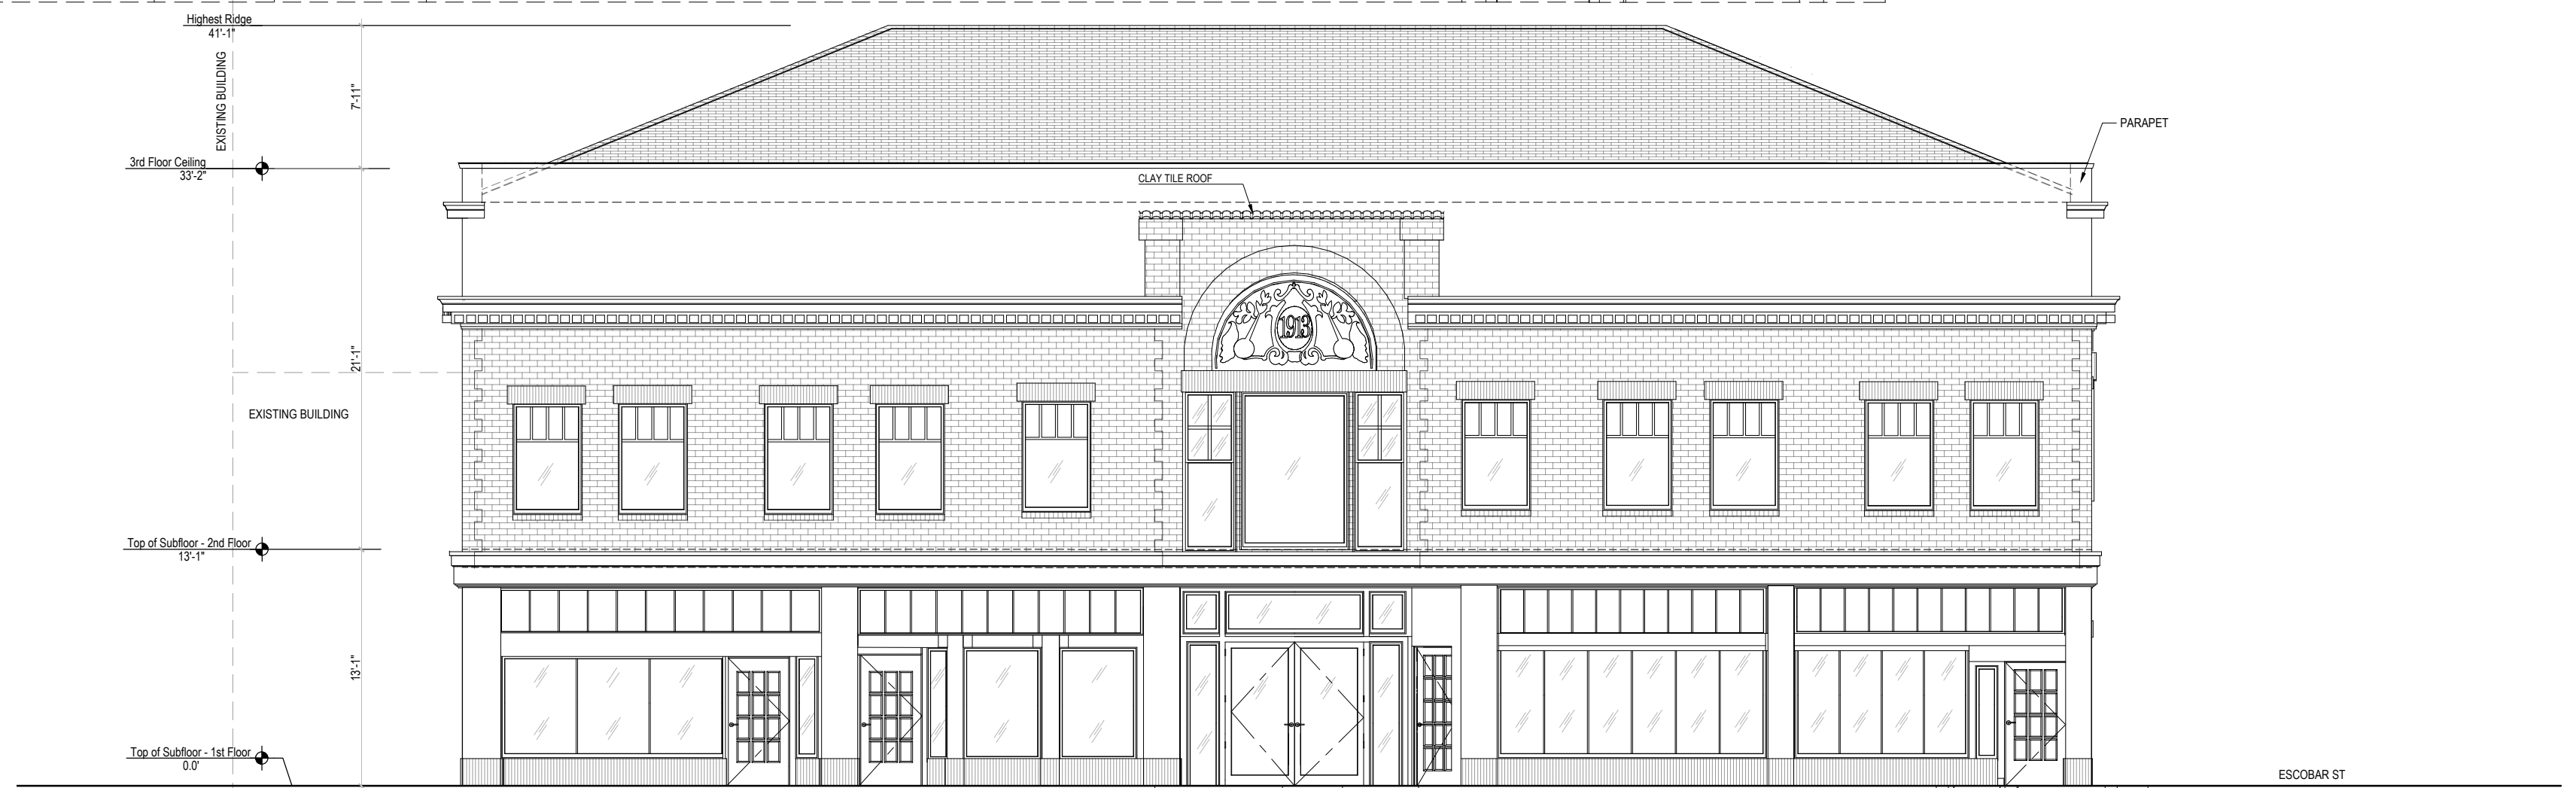 Highest Ridge
41'-1"
EXISTING BUILDING
7'-11"
PARAPET
3rd Floor Ceiling
33'-2"
CLAY TILE ROOF
1913
21'-1"
EXISTING BUILDING
Top of Subfloor - 2nd Floor
13'-1"
13'-1"
Top of Subfloor - 1st Floor
0.0'
ESCOBAR ST